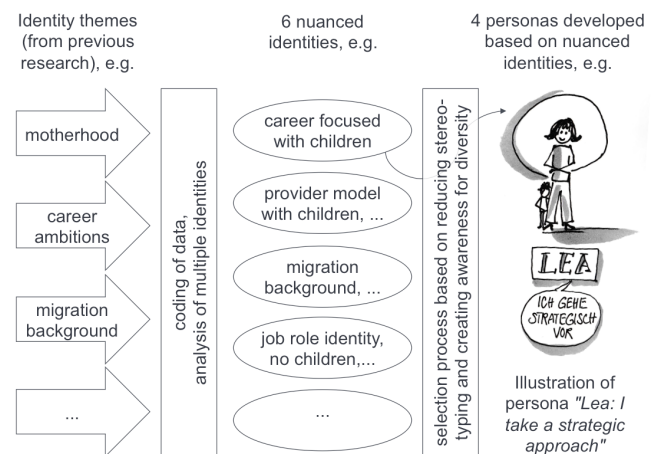 Identity themes
(from previous
research), e.g.
6 nuanced
identities, e.g.
4 personas developed
based on nuanced
identities, e.g.
motherhood
career
ambitions
migration
background
...
coding of data,
analysis of multiple identities
career focused
with children
provider model
with children, ...
migration
background, ...
job role identity,
no children,...
...
selection process based on reducing stereo-
typing and creating awareness for diversity
LEA
ICH GEHE
STRATEGISCH
VOR
Illustration of
persona "Lea: I
take a strategic
approach"